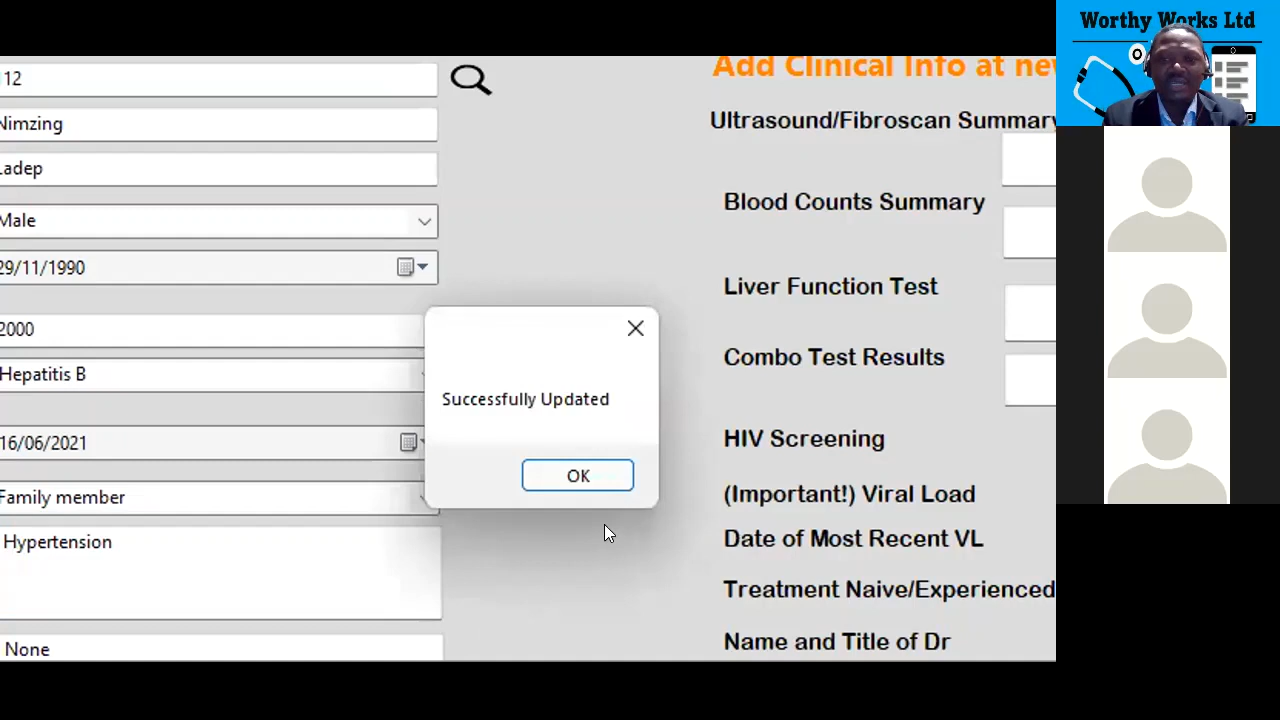 Worthy Works Ltd
Add Clinical Info at
12
Nimzing
Ladep
Male
29/11/1990
2000
Hepatitis B
16/06/2021
Family member
Hypertension
None
Ultrasound/Fibroscan Summary
Blood Counts Summary
Liver Function Test
Combo Test Results
HIV Screening
(Important!) Viral Load
Date of Most Recent VL
Treatment Naive/Experienced
Name and Title of Dr
Successfully Updated
OK